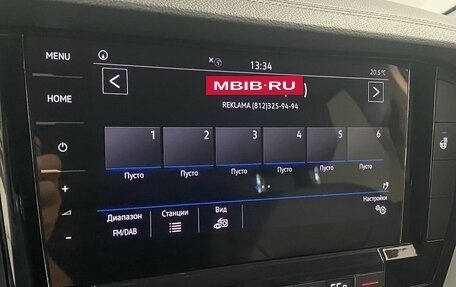 MENU
13:34
20.5°C
MBIB•RU
HOME
REKLAMA (812)325-94-94
1 2 3 4 5 6
Пусто Пусто Пусто Пусто Пусто Пусто
Диапазон Станции Вид Настройки
FM/DAB